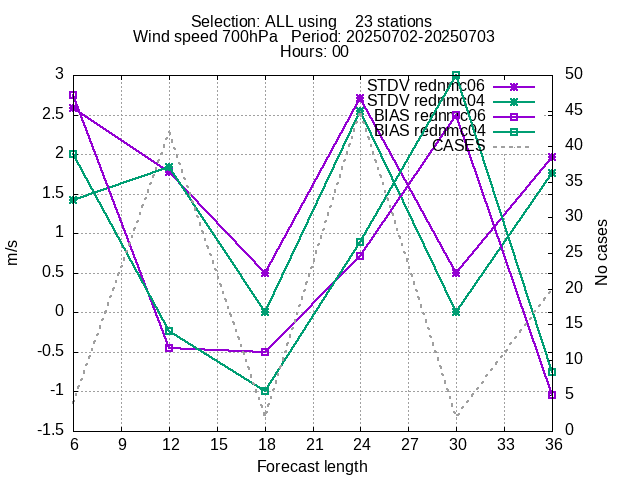 Selection: ALL using    23 stations
Wind speed 700hPa   Period: 20250702-20250703
Hours: 00
STDV rednmc06
STDV rednmc04
BIAS rednmc06
BIAS rednmc04
CASES
3
2.5
2
1.5
1
0.5
0
-0.5
-1
-1.5
m/s
50
45
40
35
30
25
20
15
10
5
0
No cases
6 9 12 15 18 21 24 27 30 33 36
Forecast length